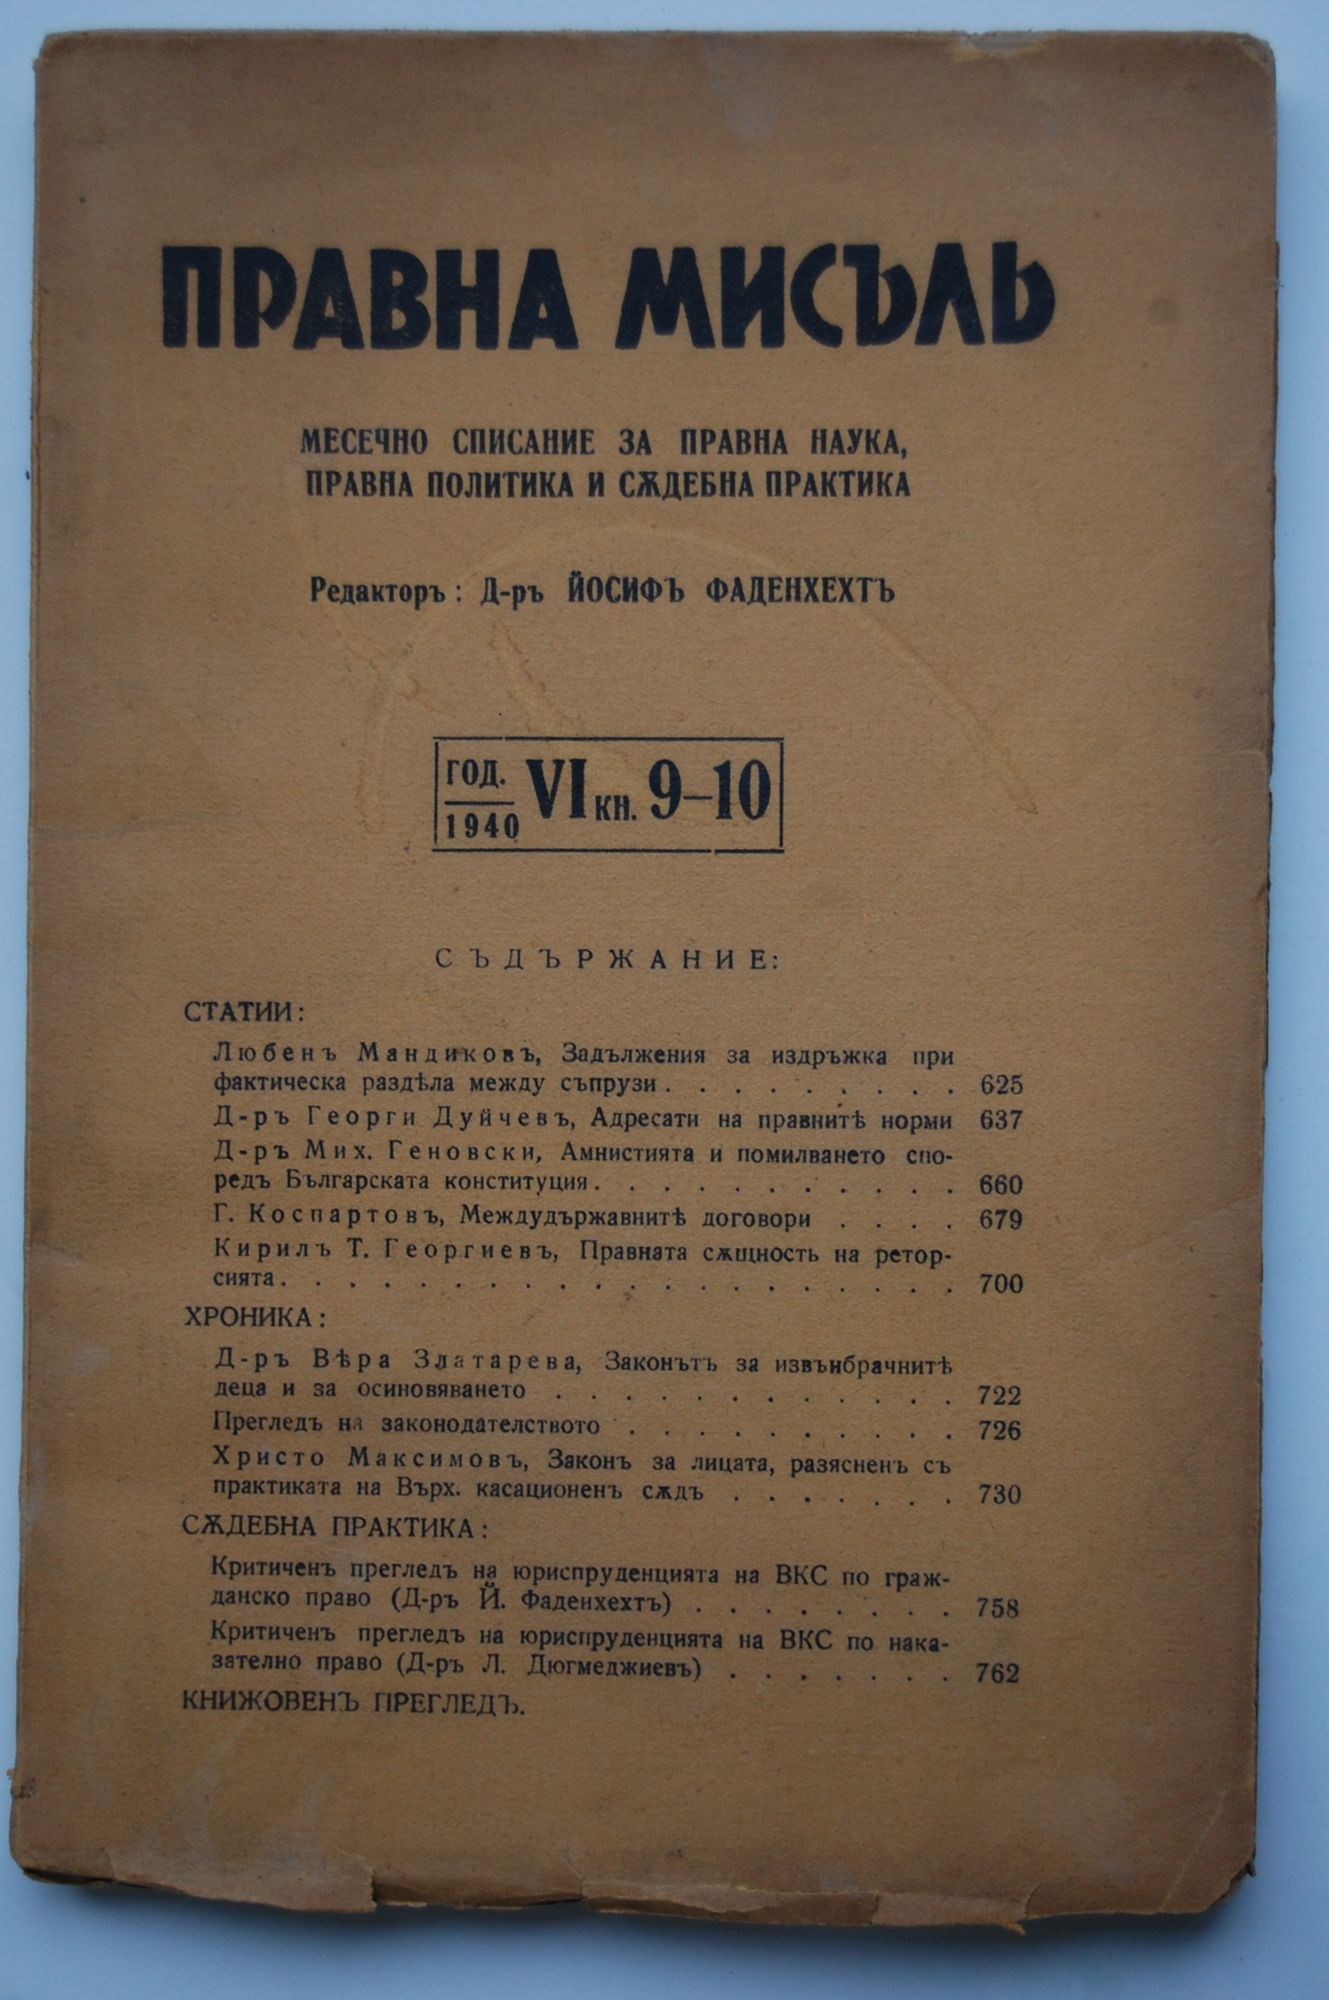 ПРАВНА МИСЪЛЬ
МЕСЕЧНО СПИСАНИЕ ЗА ПРАВНА НАУКА,
ПРАВНА ПОЛИТИКА И СѪДЕБНА ПРАКТИКА
Редакторъ: Д-ръ ЙОСИФЪ ФАДЕНХЕХТЪ
ГОД. 1940 VI кн. 9–10
СЪДЪРЖАНИЕ:
СТАТИИ:
Любенъ Мандиковъ, Задължения за издръжка при
фактическа раздѣла между съпрузи . . . . . . . . . 625
Д-ръ Георги Дуйчевъ, Адресати на правнитѣ норми 637
Д-ръ Мих. Геновски, Амнистията и помилването спо-
редъ Българската конституция . . . . . . . . . . . 660
Г. Коспартовъ, Междудържавнитѣ договори . . . . 679
Кирилъ Т. Георгиевъ, Правната сѫщность наретор-
сията . . . . . . . . . . . . . . . . . . . . 700
ХРОНИКА:
Д-ръ Вѣра Златарева, Законътъ за извънбрачнитѣ
деца и за осиновяването . . . . . . . . . . . . 722
Прегледъ на законодателството . . . . . . . . . . 726
Христо Максимовъ, Законъ за лицата, разясненъ съ
практиката на Върх. касационенъ сѫдъ . . . . . . . 730
СѪДЕБНА ПРАКТИКА:
Критиченъ прегледъ на юриспруденцията на ВКС по граж-
данско право (Д-ръ Й. Фаденхехтъ) . . . . . . . . 758
Критиченъ прегледъ на юриспруденцията на ВКС по нака-
зателно право (Д-ръ Л. Дюгмеджиевъ) . . . . . . . 762
КНИЖОВЕНЪ ПРЕГЛЕДЪ.